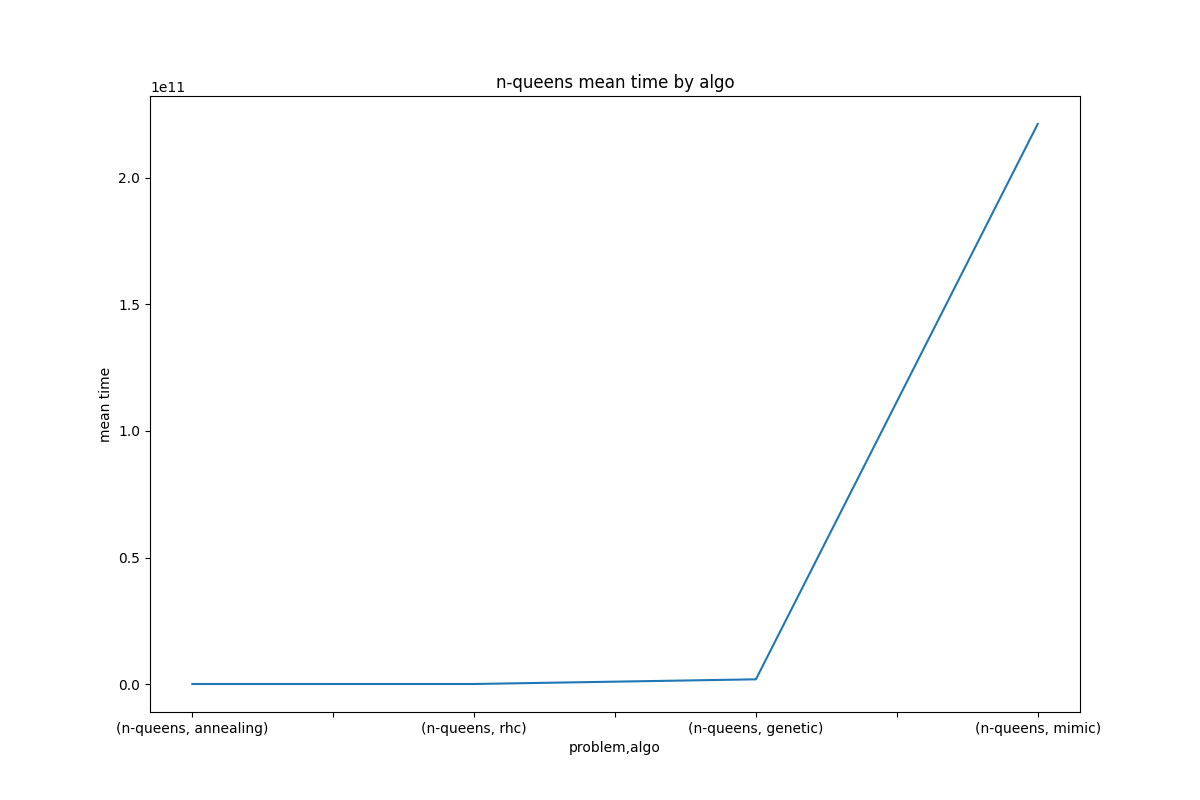 n-queens mean time by algo
1e11
2.0
1.5
1.0
0.5
0.0
mean time
(n-queens, annealing) (n-queens, rhc) (n-queens, genetic) (n-queens, mimic)
problem,algo